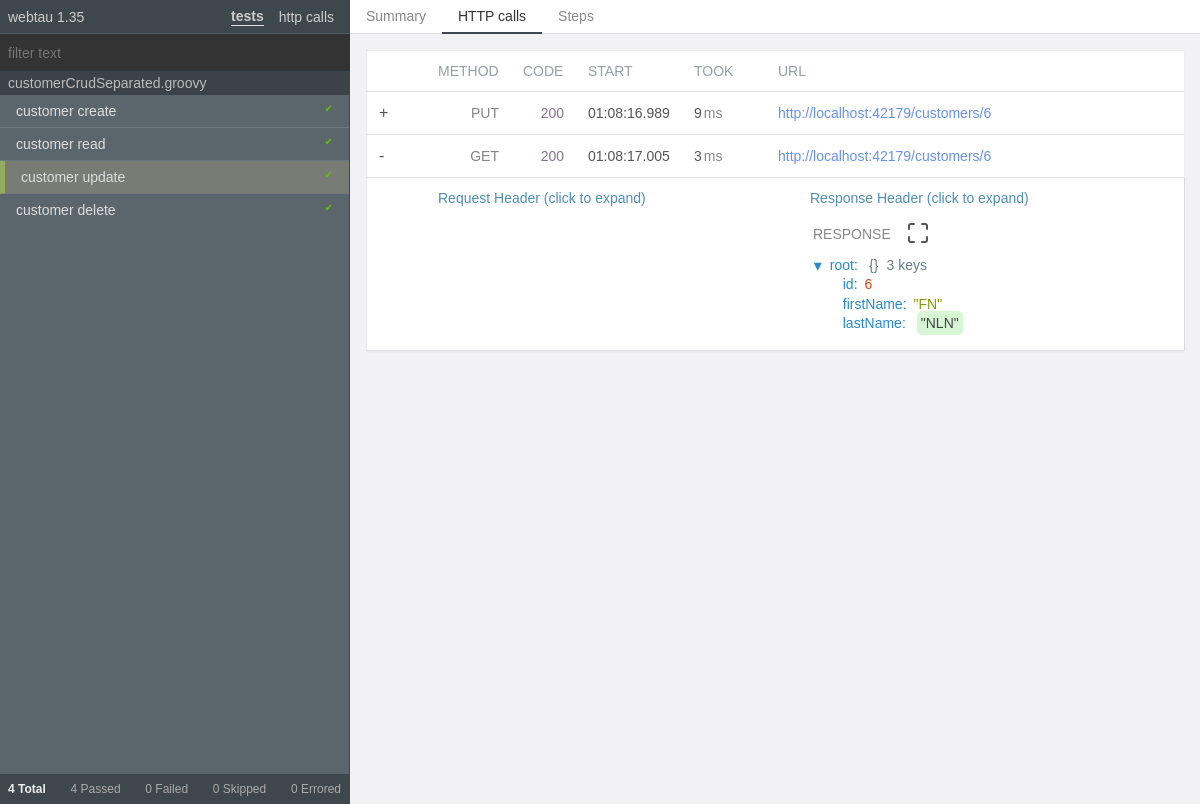 webtau 1.35 tests http calls
filter text
customerCrudSeparated.groovy
customer create
customer read
customer update
customer delete
4 Total 4 Passed 0 Failed 0 Skipped 0 Errored
Summary HTTP calls Steps
METHOD CODE START TOOK URL
+ PUT 200 01:08:16.989 9 ms http://localhost:42179/customers/6
- GET 200 01:08:17.005 3 ms http://localhost:42179/customers/6
Request Header (click to expand) Response Header (click to expand)
RESPONSE
▼ root: {} 3 keys
id: 6
firstName: "FN"
lastName: "NLN"